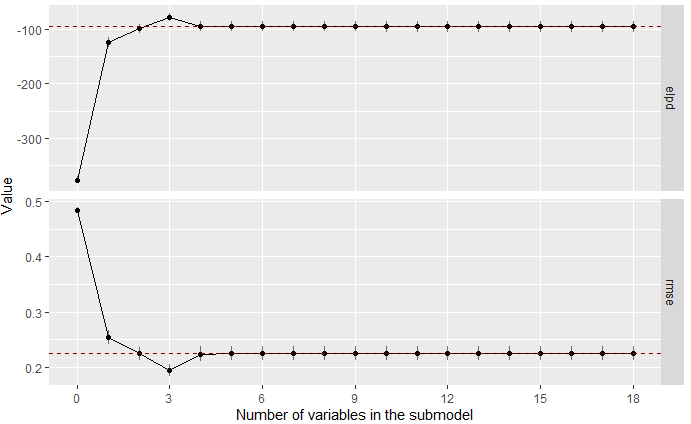 -100
-200
-300
elpd
Value
0.5
0.4
0.3
0.2
rmse
0 3 6 9 12 15 18
Number of variables in the submodel